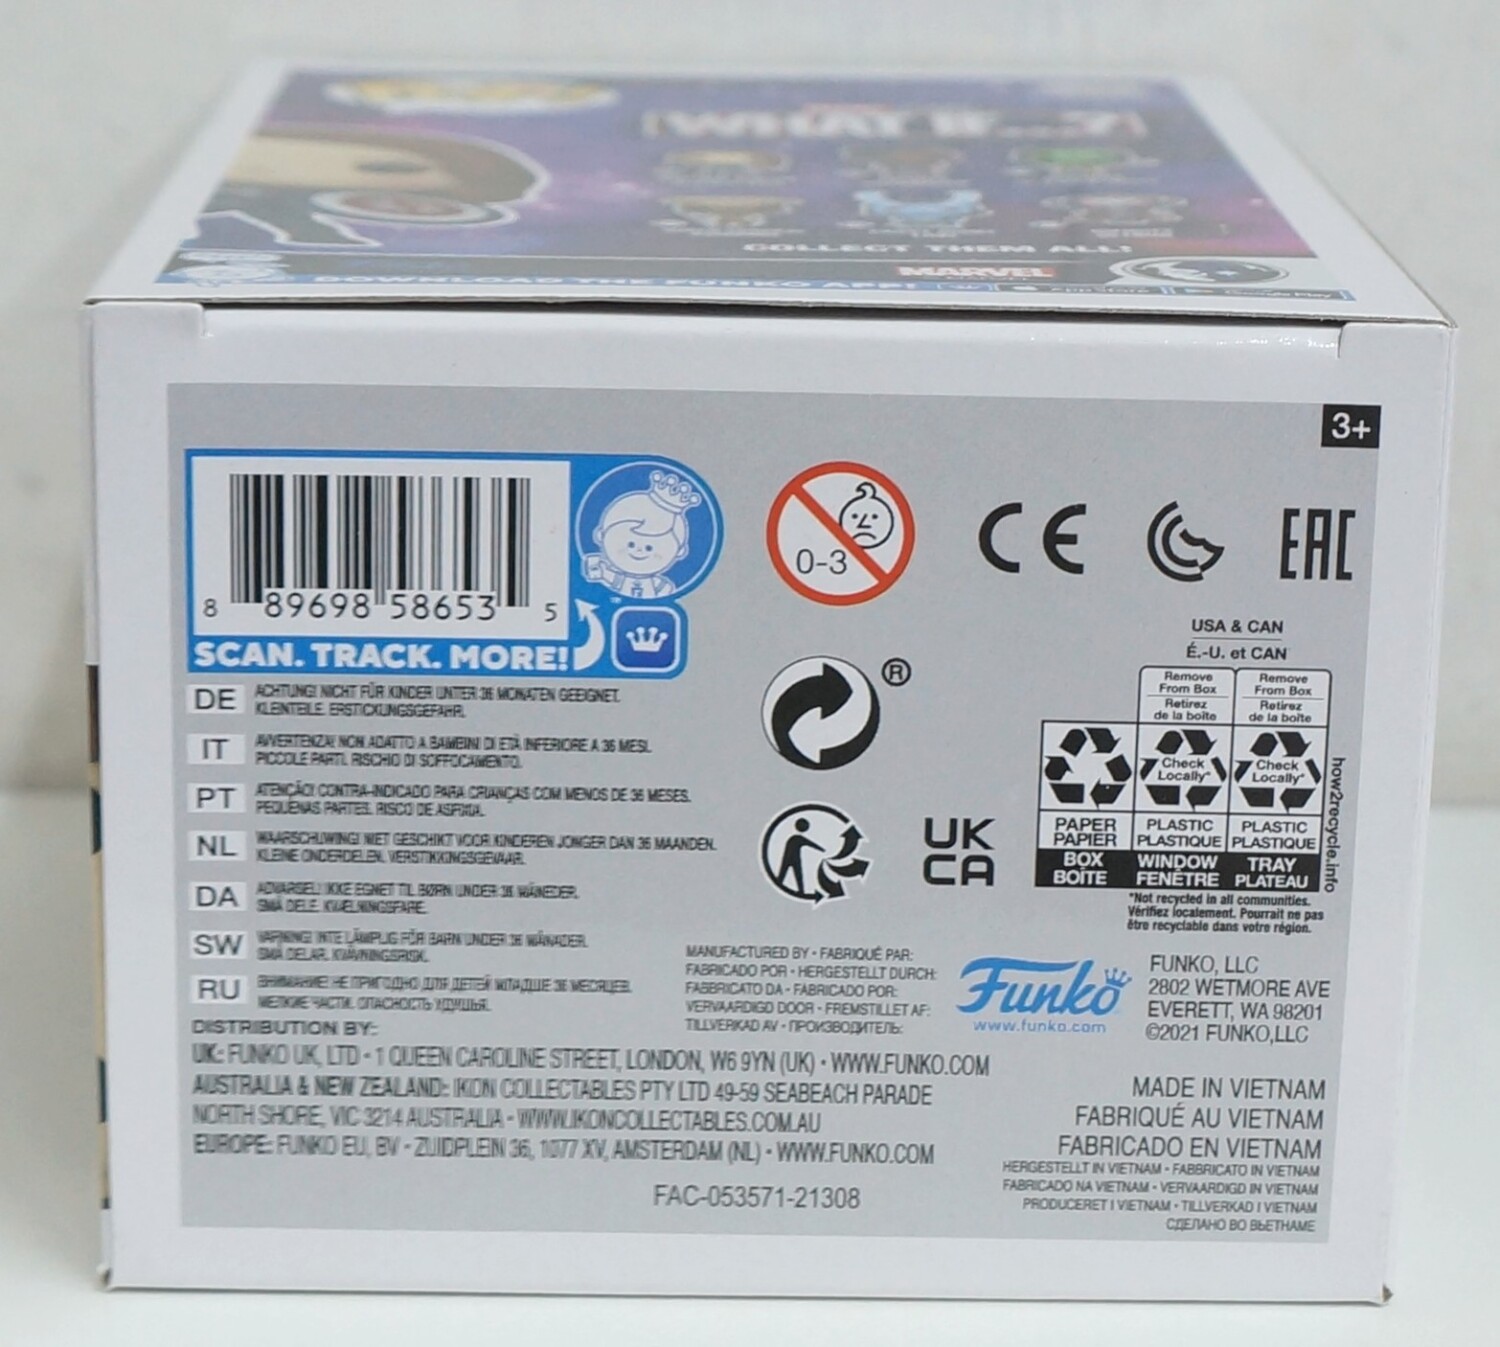 WHAT IF...?
COLLECT THEM ALL!
MARVEL
DOWNLOAD THE FUNKO APP!
3+
8 89698 58653 5
SCAN. TRACK. MORE!
0-3
CE
EAC
USA & CAN
É.-U. et CAN
Remove From Box
Retirez de la boîte
Remove From Box
Retirez de la boîte
Check Locally*
Check Locally*
PAPER PAPIER
PLASTIC PLASTIQUE
PLASTIC PLASTIQUE
BOX BOÎTE
WINDOW FENÊTRE
TRAY PLATEAU
how2recycle.info
*Not recycled in all communities.
Vérifiez localement. Pourrait ne pas
être recyclable dans votre région.
®
UK
CA
DE ACHTUNG! NICHT FÜR KINDER UNTER 36 MONATEN GEEIGNET.
KLEINTEILE. ERSTICKUNGSGEFAHR.
IT AVVERTENZA! NON ADATTO A BAMBINI DI ETÀ INFERIORE A 36 MESI.
PICCOLE PARTI. RISCHIO DI SOFFOCAMENTO.
PT ATENÇÃO! CONTRA-INDICADO PARA CRIANÇAS COM MENOS DE 36 MESES.
PEQUENAS PARTES. RISCO DE ASFIXIA.
NL WAARSCHUWING! NIET GESCHIKT VOOR KINDEREN JONGER DAN 36 MAANDEN.
KLEINE ONDERDELEN. VERSTIKKINGSGEVAAR.
DA ADVARSEL! IKKE EGNET TIL BØRN UNDER 36 MÅNEDER.
SMÅ DELE. KVÆLNINGSFARE.
SW VARNING! INTE LÄMPLIG FÖR BARN UNDER 36 MÅNADER.
SMÅ DELAR. KVÄVNINGSRISK.
RU ВНИМАНИЕ! НЕ ПРИГОДНО ДЛЯ ДЕТЕЙ МЛАДШЕ 36 МЕСЯЦЕВ.
МЕЛКИЕ ЧАСТИ. ОПАСНОСТЬ УДУШЬЯ.
MANUFACTURED BY • FABRIQUÉ PAR:
FABRICADO POR • HERGESTELLT DURCH:
FABBRICATO DA • FABRICADO POR:
VERVAARDIGD DOOR • FREMSTILLET AF:
TILLVERKAD AV • ПРОИЗВОДИТЕЛЬ:
Funko
www.funko.com
FUNKO, LLC
2802 WETMORE AVE
EVERETT, WA 98201
©2021 FUNKO,LLC
DISTRIBUTION BY:
UK: FUNKO UK, LTD • 1 QUEEN CAROLINE STREET, LONDON, W6 9YN (UK) • WWW.FUNKO.COM
AUSTRALIA & NEW ZEALAND: IKON COLLECTABLES PTY LTD 49-59 SEABEACH PARADE
NORTH SHORE, VIC 3214 AUSTRALIA • WWW.IKONCOLLECTABLES.COM.AU
EUROPE: FUNKO EU, BV • ZUIDPLEIN 36, 1077 XV, AMSTERDAM (NL) • WWW.FUNKO.COM
FAC-053571-21308
MADE IN VIETNAM
FABRIQUÉ AU VIETNAM
FABRICADO EN VIETNAM
HERGESTELLT IN VIETNAM • FABBRICATO IN VIETNAM
FABRICADO NA VIETNAM • VERVAARDIGD IN VIETNAM
PRODUCERET I VIETNAM • TILLVERKAD I VIETNAM
СДЕЛАНО ВО ВЬЕТНАМЕ